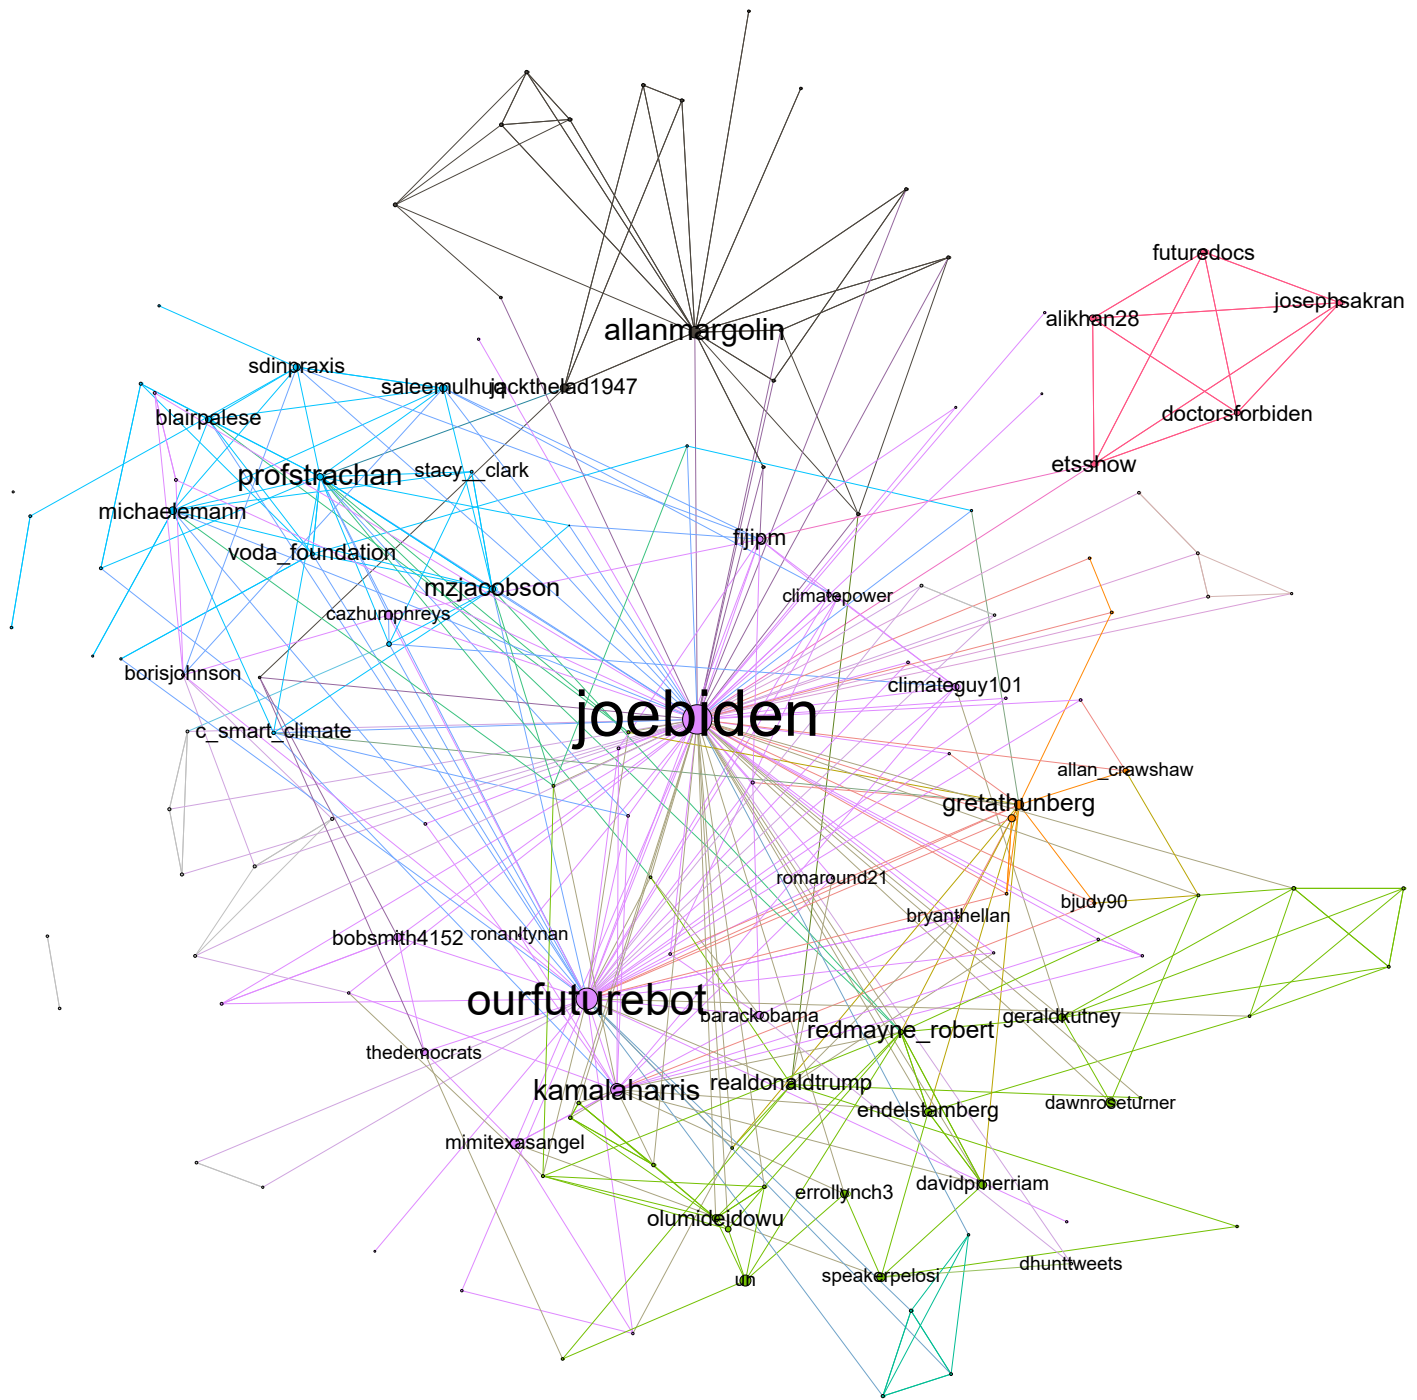 futuredocs
josephsakran
alikhan28
allanmargolin
sdinpraxis
saleemulhuq
jackthelad1947
blairpalese
doctorsforbiden
etsshow
profstrachan
stacy__clark
michaelemann
voda_foundation
fijipm
mzjacobson
climatepower
cazhumphreys
borisjohnson
climateguy101
joebiden
c_smart_climate
allan_crawshaw
gretathunberg
romaround21
bryanthellan
bjudy90
bobsmith4152
ronanltynan
ourfuturebot
barackobama
geraldkutney
redmayne_robert
thedemocrats
kamalaharris
realdonaldtrump
endelstamberg
dawnroseturner
mimitexasangel
errollynch3
davidpmerriam
olumideidowu
un
speakerpelosi
dhunttweets